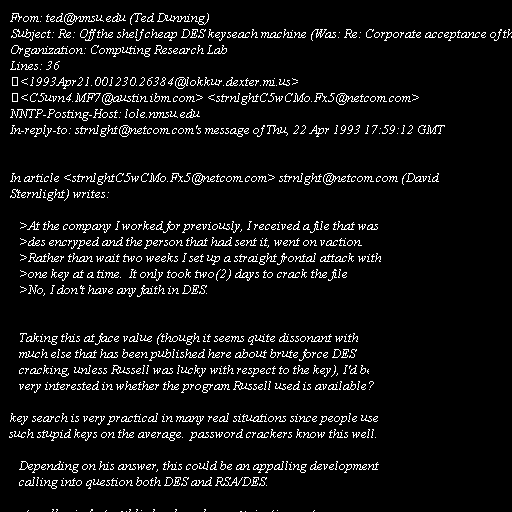 From: ted@nmsu.edu (Ted Dunning)
Subject: Re: Off the shelf cheap DES keyseach machine (Was: Re: Corporate acceptance of th
Organization: Computing Research Lab
Lines: 36
<1993Apr21.001230.26384@lokkur.dexter.mi.us>
<C5uvn4.MF7@austin.ibm.com> <strnlghtC5wCMo.Fx5@netcom.com>
NNTP-Posting-Host: lole.nmsu.edu
In-reply-to: strnlght@netcom.com's message of Thu, 22 Apr 1993 17:59:12 GMT
In article <strnlghtC5wCMo.Fx5@netcom.com> strnlght@netcom.com (David
Sternlight) writes:
>At the company I worked for previously, I received a file that was
>des encryped and the person that had sent it, went on vaction.
>Rather than wait two weeks I set up a straight frontal attack with
>one key at a time.  It only took two(2) days to crack the file
>No, I don't have any faith in DES.
Taking this at face value (though it seems quite dissonant with
much else that has been published here about brute force DES
cracking, unless Russell was lucky with respect to the key), I'd be
very interested in whether the program Russell used is available?
key search is very practical in many real situations since people use
such stupid keys on the average.  password crackers know this well.
Depending on his answer, this could be an appalling development
calling into question both DES and RSA/DES.